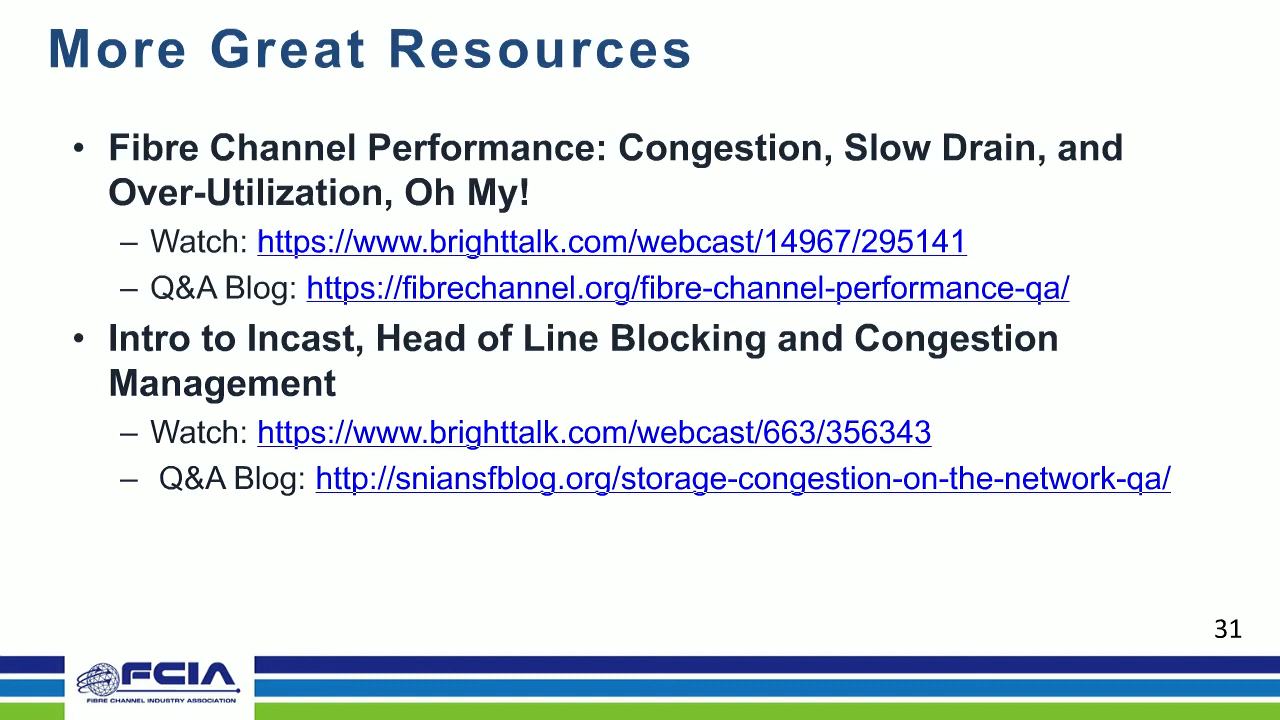 More Great Resources
• Fibre Channel Performance: Congestion, Slow Drain, and
Over-Utilization, Oh My!
– Watch: https://www.brighttalk.com/webcast/14967/295141
– Q&A Blog: https://fibrechannel.org/fibre-channel-performance-qa/
• Intro to Incast, Head of Line Blocking and Congestion
Management
– Watch: https://www.brighttalk.com/webcast/663/356343
– Q&A Blog: http://sniansfblog.org/storage-congestion-on-the-network-qa/
31
FCIA
FIBRE CHANNEL INDUSTRY ASSOCIATION